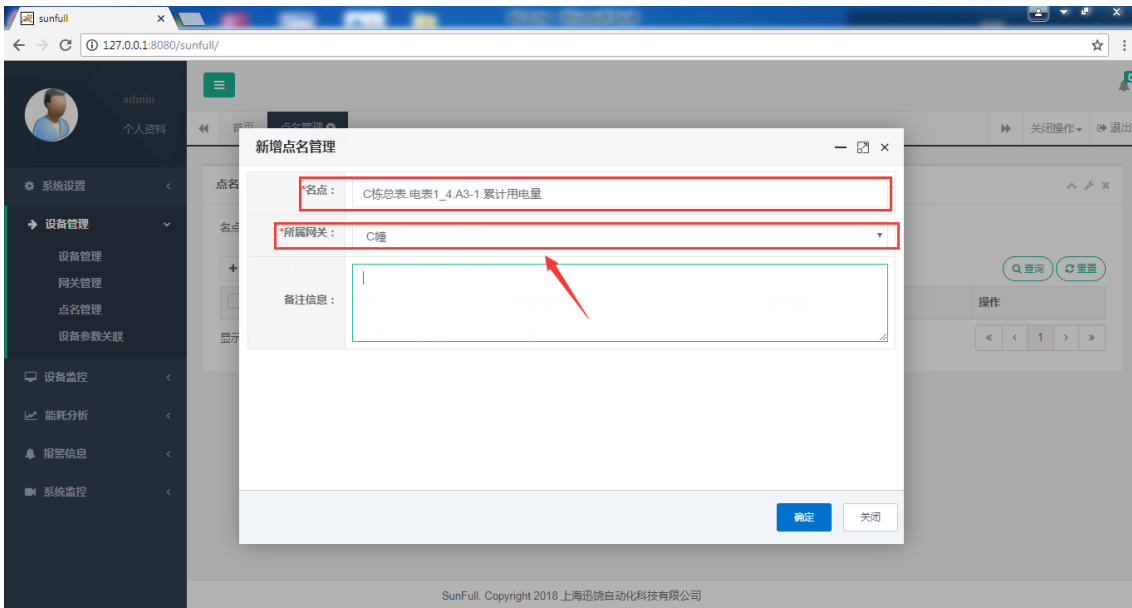 sunfull
127.0.0.1:8080/sunfull/
admin
个人资料
首页
点名管理
关闭操作
退出
系统设置
设备管理
设备管理
网关管理
点名管理
设备参数关联
设备监控
能耗分析
报警信息
系统监控
点名
名点
显示
新增点名管理
*名点：
C栋总表.电表1_4.A3-1.累计用电量
*所属网关：
C幢
备注信息：
确定
关闭
查询
重置
操作
« < 1 > »
SunFull. Copyright 2018 上海迅饶自动化科技有限公司